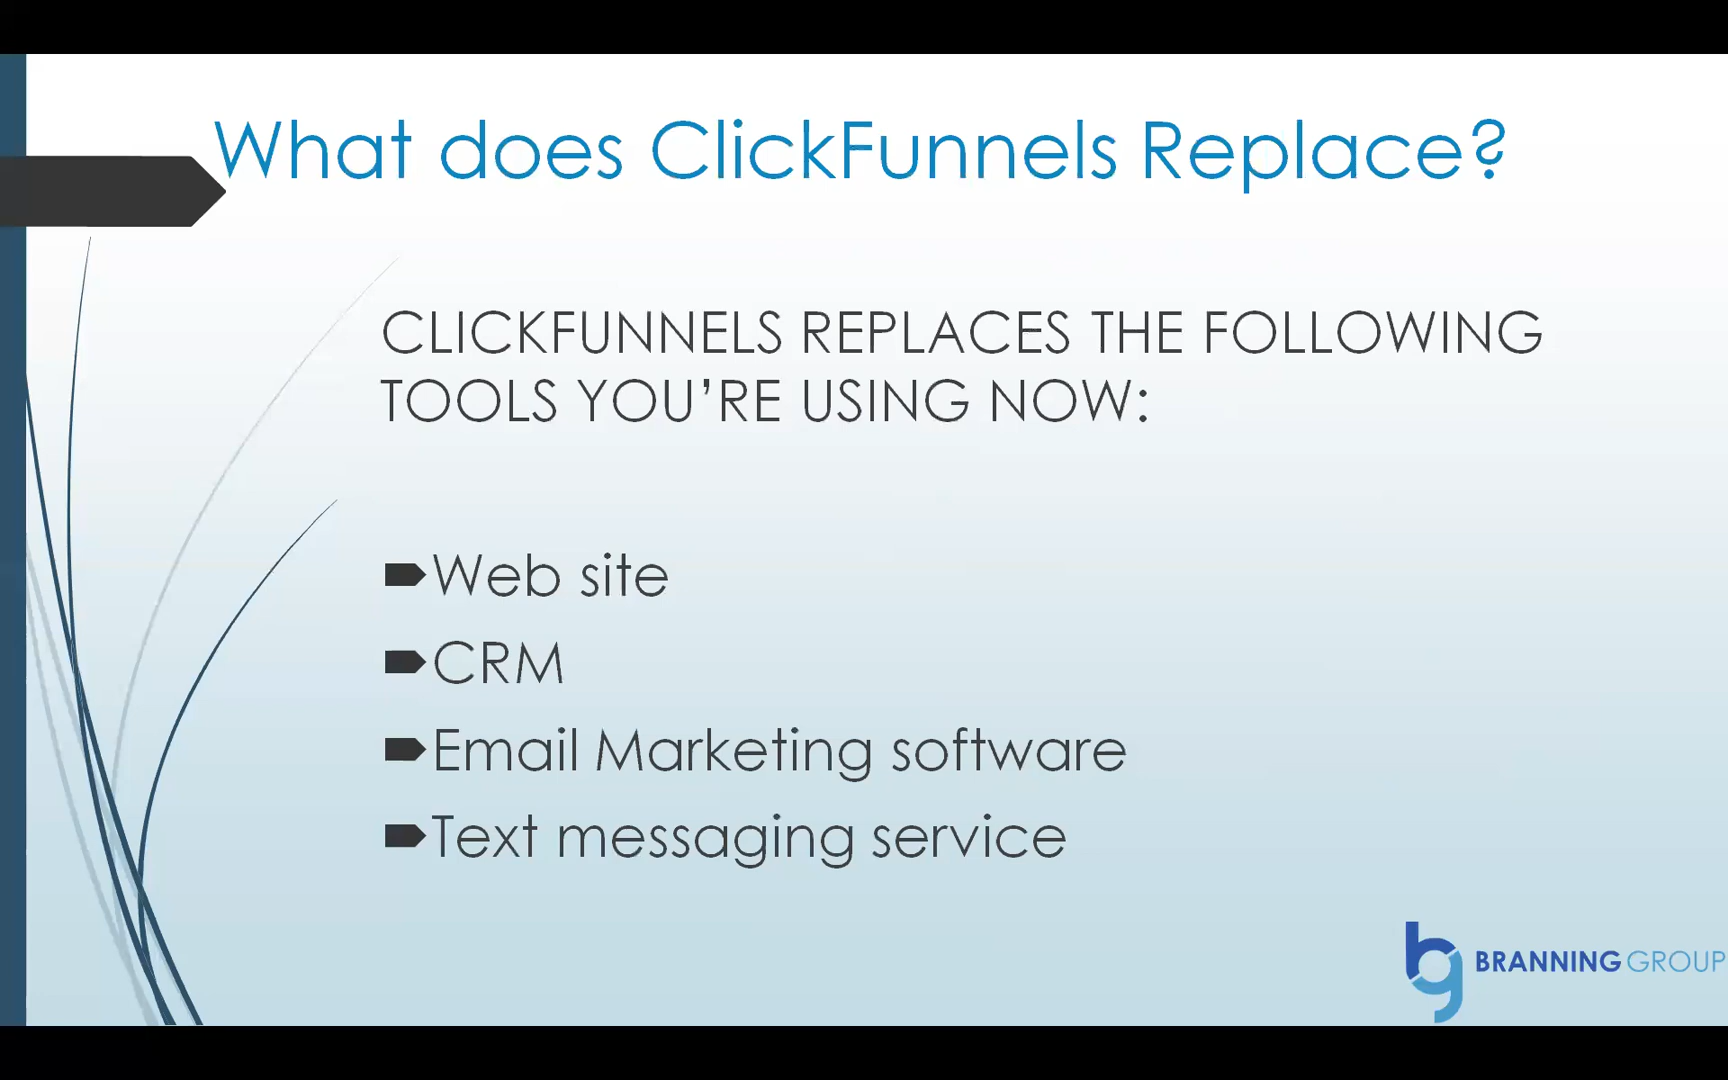 What does ClickFunnels Replace?
CLICKFUNNELS REPLACES THE FOLLOWING
TOOLS YOU’RE USING NOW:
Web site
CRM
Email Marketing software
Text messaging service
bg BRANNING GROUP